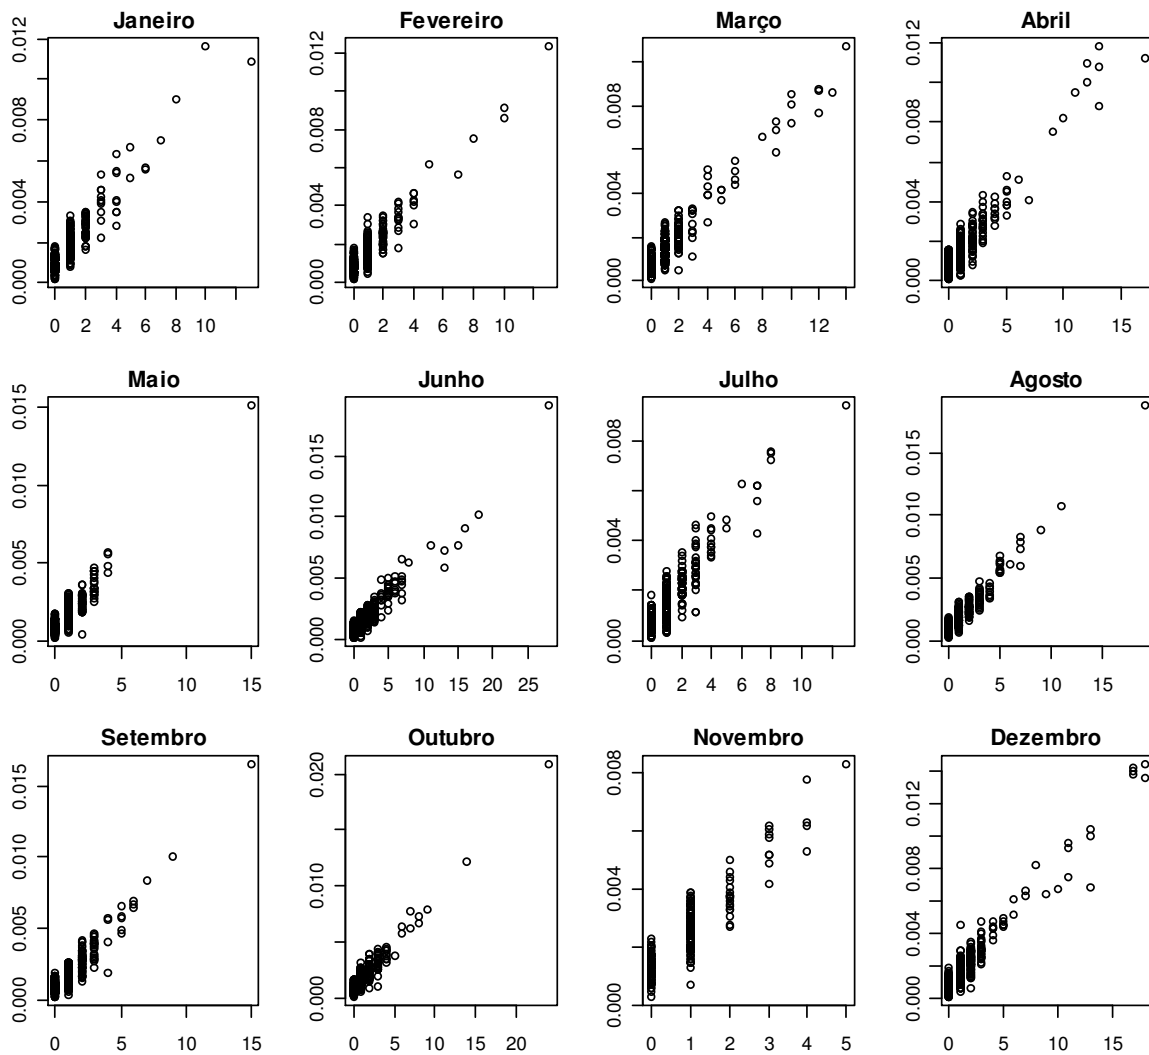 Janeiro Fevereiro Março Abril
0.000 0.004 0.008 0.012
0 2 4 6 8 10
0.000 0.004 0.008 0.012
0 2 4 6 8 10
0.000 0.004 0.008
0 2 4 6 8 12
0.000 0.004 0.008 0.012
0 5 10 15
Maio Junho Julho Agosto
0.000 0.005 0.010 0.015
0 5 10 15
0.000 0.005 0.010 0.015
0 5 10 15 20 25
0.000 0.004 0.008
0 2 4 6 8 10
0.000 0.005 0.010 0.015
0 5 10 15
Setembro Outubro Novembro Dezembro
0.000 0.005 0.010 0.015
0 5 10 15
0.000 0.010 0.020
0 5 10 20
0.000 0.004 0.008
0 1 2 3 4 5
0.000 0.004 0.008 0.012
0 5 10 15